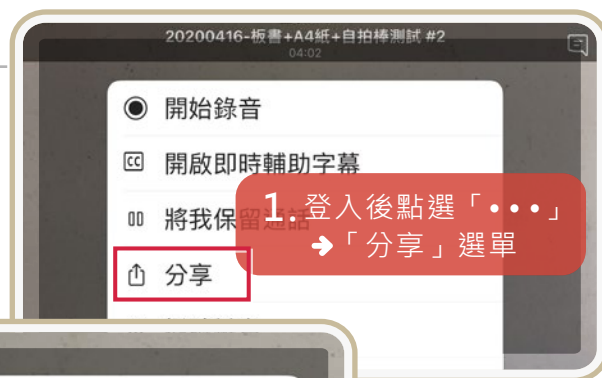 20200416-板書+A4紙+自拍棒測試 #2
04:02
開始錄音
CC 開啟即時輔助字幕
將我保留通話
1. 登入後點選「•••」
➔「分享」選單
分享